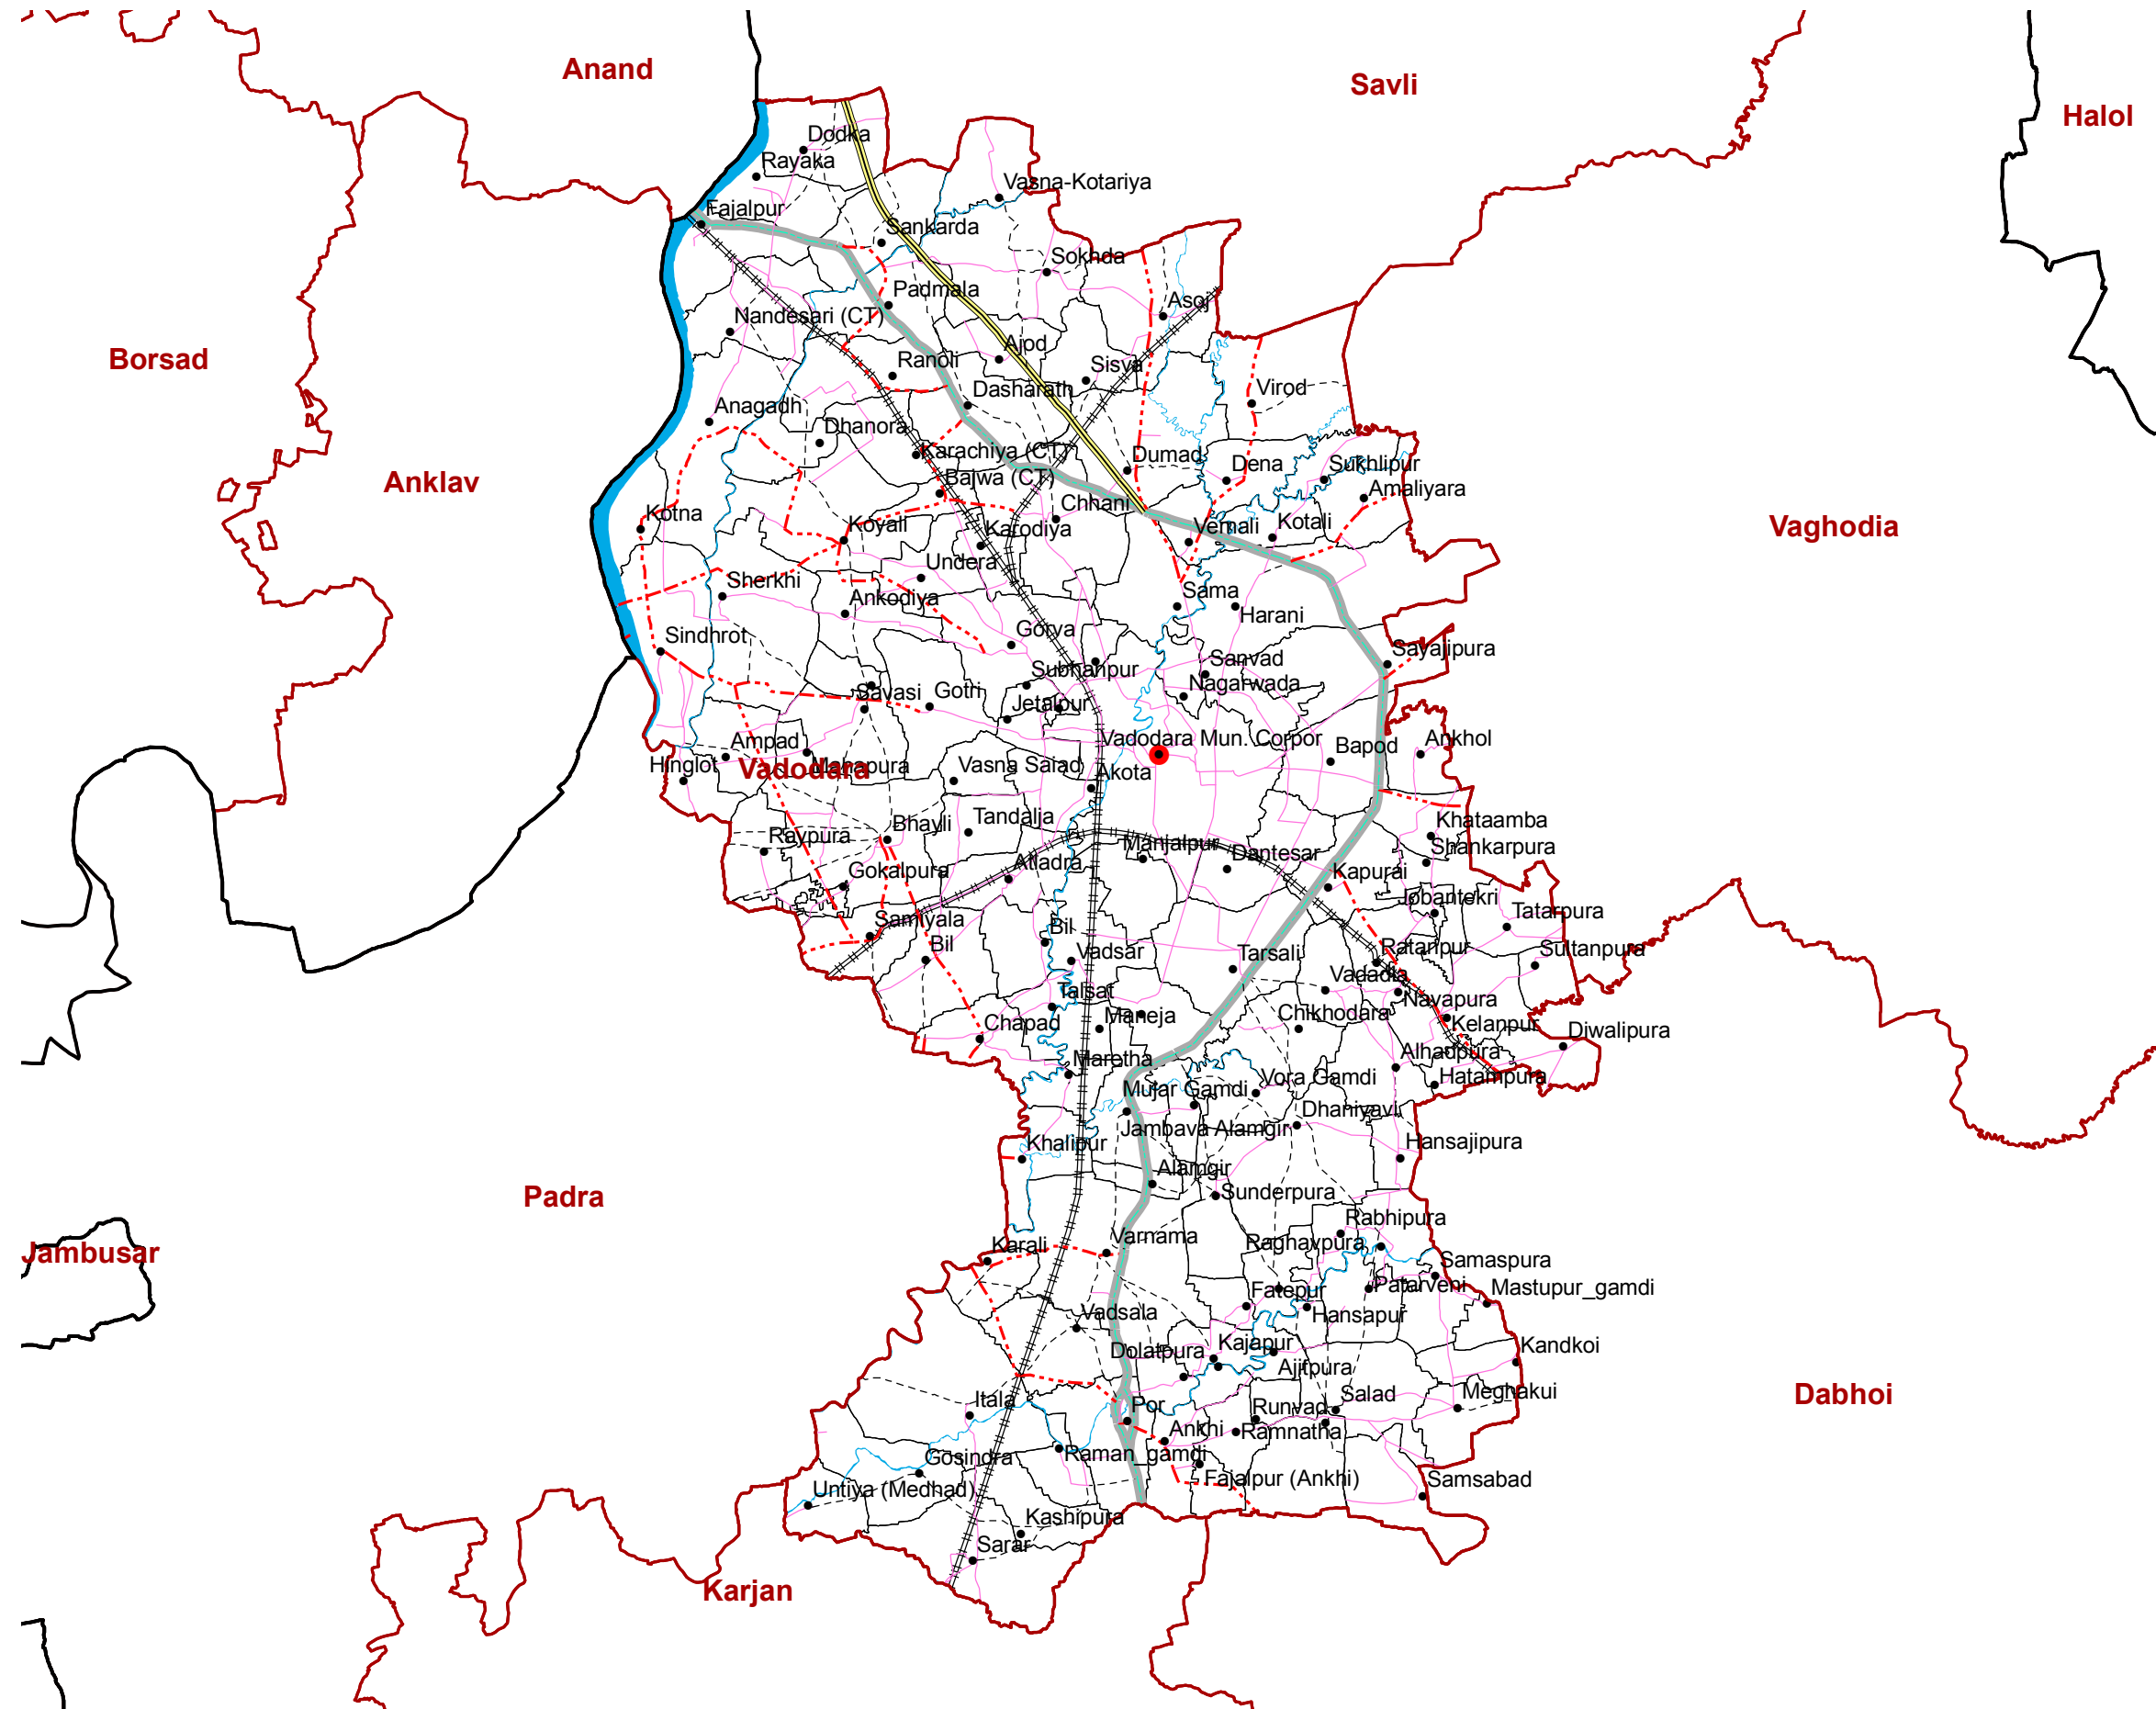 Anand
Savli
Halol
Dodka
Rayaka
Vasna-Kotariya
Fajalpur
Sankarda
Sokhda
Padmala
Asoj
Nandesari (CT)
Borsad
Ajod
Ranoli
Sisva
Dasharath
Virod
Anagadh
Dhanora
Karachiya (CT)
Dumad
Dena
Sukhlipur
Anklav
Bajwa (CT)
Amaliyara
Chhani
Kotna
Koyali
Karodiya
Vemali
Kotali
Vaghodia
Undera
Sherkhi
Ankodiya
Sama
Harani
Sindhrot
Gorva
Sayajipura
Subhanpur
Sanvad
Nagarwada
Savasi
Gotri
Jetalpur
Ampad
Vadodara Mun. Corpor
Bapod
Ankhol
Hinglot
Vadodara
Mahapura
Vasna Saiad
Akota
Raypura
Bhayli
Tandalja
Khataamba
Manjalpur
Dantesar
Shankarpura
Gokalpura
Atladra
Kapurai
Jobantekri
Tatarpura
Samiyala
Bil
Bil
Vadsar
Tarsali
Ratanpur
Sultanpura
Vadadla
Talsat
Navapura
Chapad
Maneja
Chikhodara
Kelanpur
Diwalipura
Maretha
Alhadpura
Mujar Gamdi
Vora Gamdi
Hatampura
Jambava Alamgir
Dhaniyavi
Khalipur
Hansajipura
Alamgir
Padra
Sunderpura
Jambusar
Karali
Varnama
Rabhipura
Raghavpura
Samaspura
Fatepur
Patarveni
Mastupur_gamdi
Vadsala
Hansapur
Dolatpura
Kajapur
Kandkoi
Ajitpura
Dabhoi
Itala
Por
Runvad
Salad
Meghakui
Ankhi
Ramnatha
Gosindra
Raman_gamdi
Untiya (Medhad)
Fajalpur (Ankhi)
Samsabad
Kashipura
Sarar
Karjan